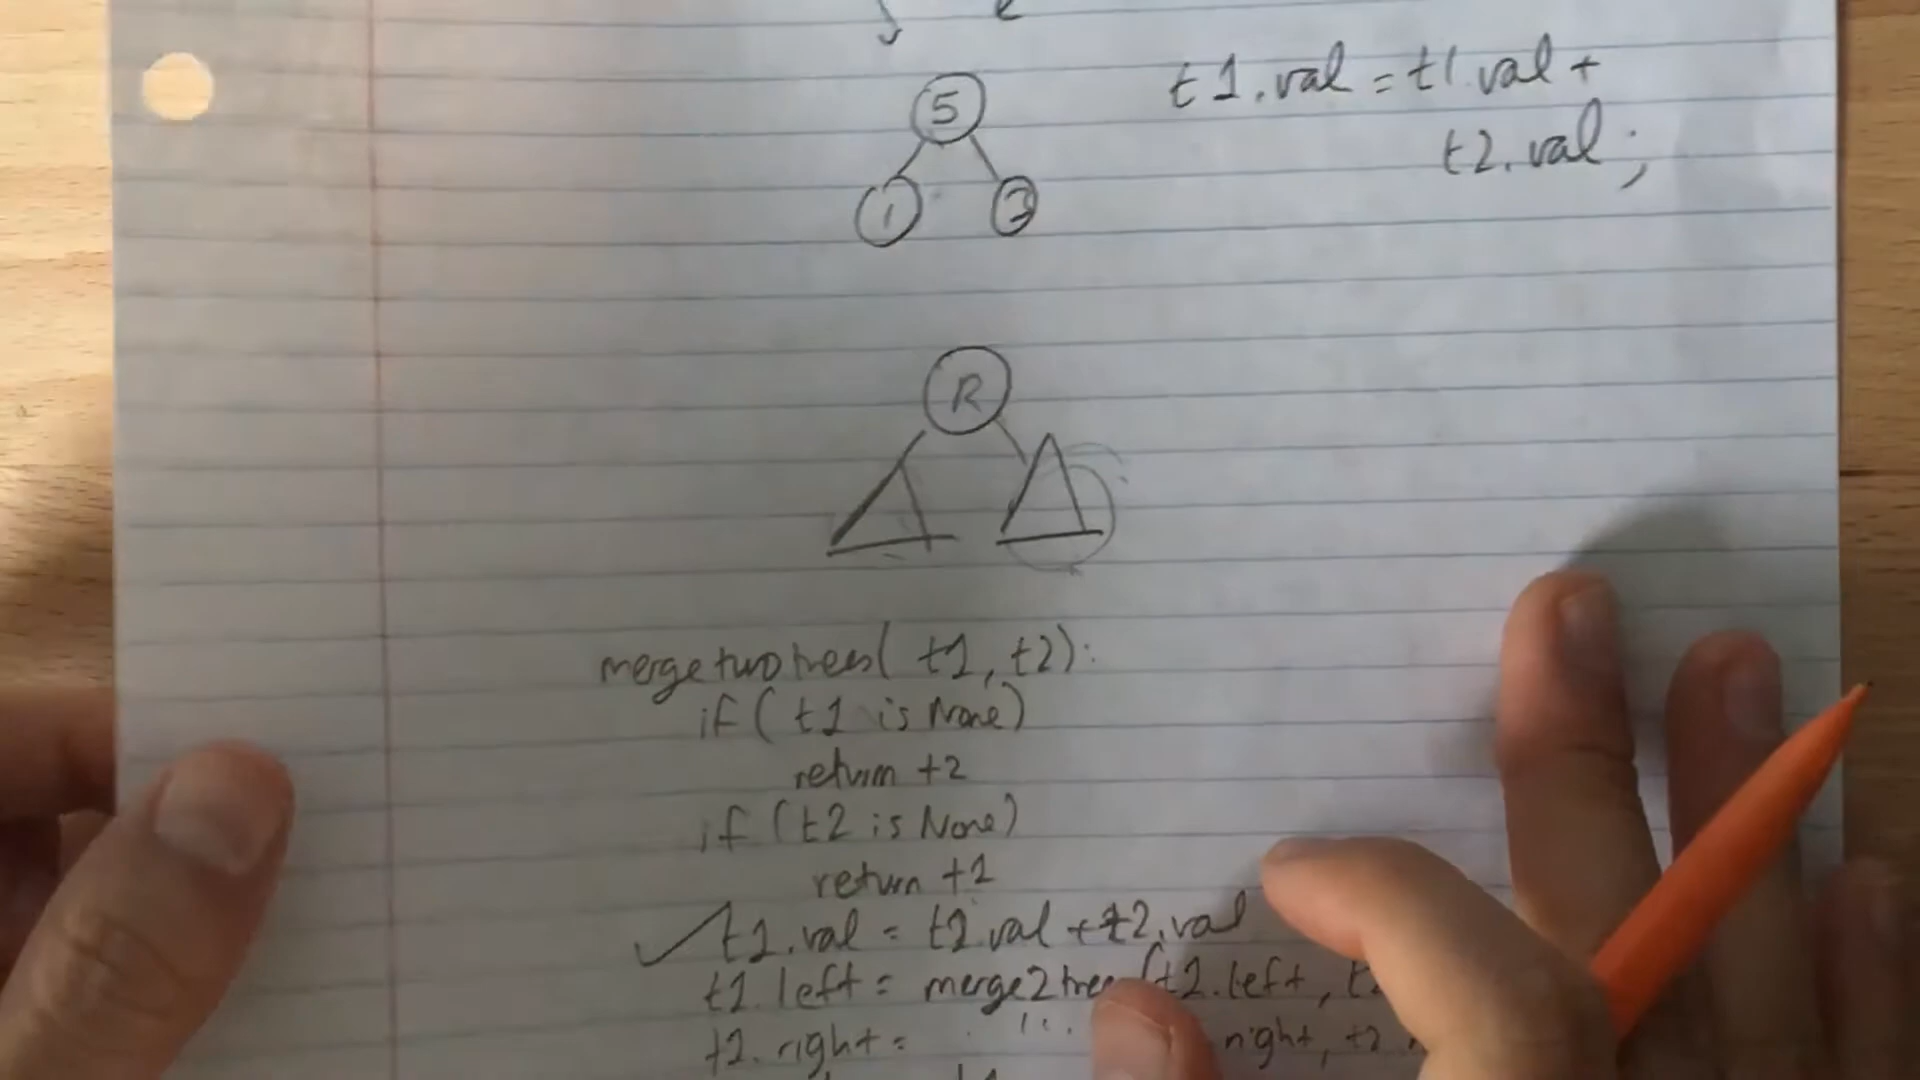 t1.val = t1.val +
t2.val;
5
1
R
mergetwotrees( t1, t2):
if ( t1 is None)
return t2
if (t2 is None)
return t1
t1.val = t1.val + t2.val
t1.left = merge2tree (t1.left,
right =
right, t2